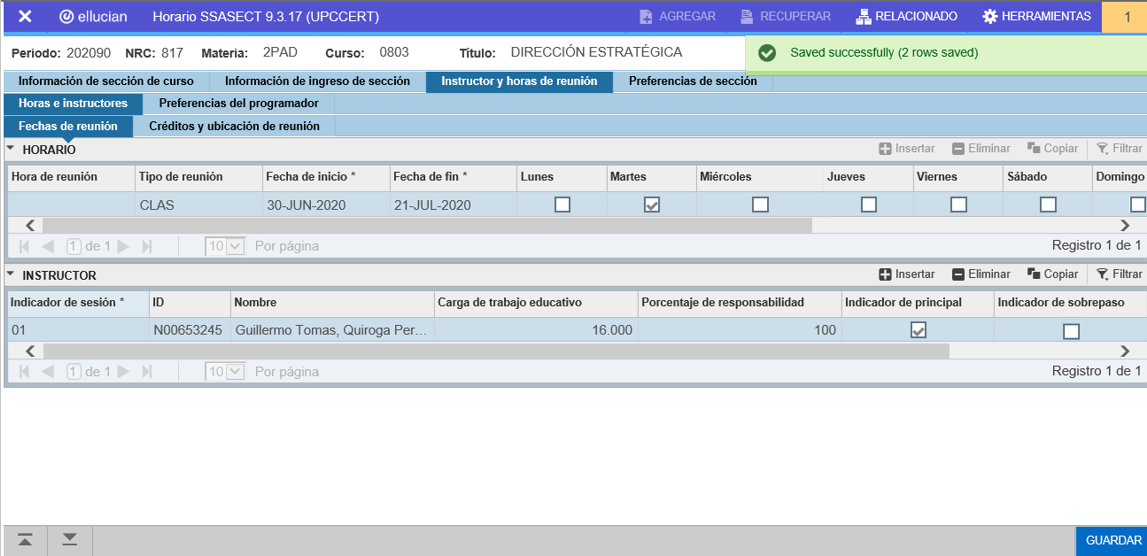 ellucian Horario SSASECT 9.3.17 (UPCCERT) AGREGAR RECUPERAR RELACIONADO HERRAMIENTAS 1
Periodo: 202090 NRC: 817 Materia: 2PAD Curso: 0803 Título: DIRECCIÓN ESTRATÉGICA
Saved successfully (2 rows saved)
Información de sección de curso Información de ingreso de sección Instructor y horas de reunión Preferencias de sección
Horas e instructores Preferencias del programador
Fechas de reunión Créditos y ubicación de reunión
HORARIO Insertar Eliminar Copiar Filtrar
Hora de reunión Tipo de reunión Fecha de inicio * Fecha de fin * Lunes Martes Miércoles Jueves Viernes Sábado Domingo
CLAS 30-JUN-2020 21-JUL-2020
1 de 1 10 Por página Registro 1 de 1
INSTRUCTOR Insertar Eliminar Copiar Filtrar
Indicador de sesión * ID Nombre Carga de trabajo educativo Porcentaje de responsabilidad Indicador de principal Indicador de sobrepaso
01 N00653245 Guillermo Tomas, Quiroga Per... 16.000 100
1 de 1 10 Por página Registro 1 de 1
GUARDAR